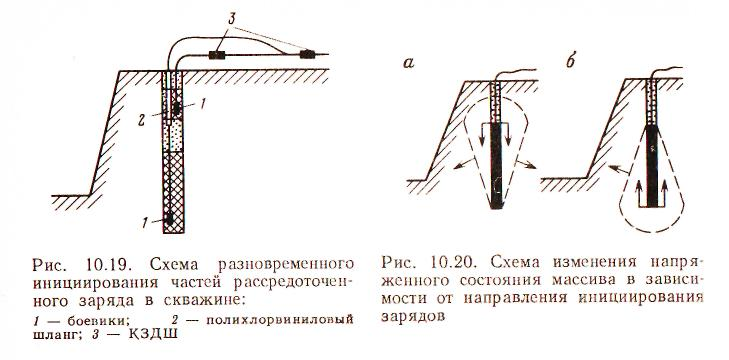 3
1
2
1
а
б
Рис. 10.19. Схема разновременного
инициирования частей рассредоточен-
ного заряда в скважине:
1 — боевики; 2 — полихлорвиниловый
шланг; 3 — КЗДШ
Рис. 10.20. Схема изменения напря-
женного состояния массива в зависи-
мости от направления инициирования
зарядов